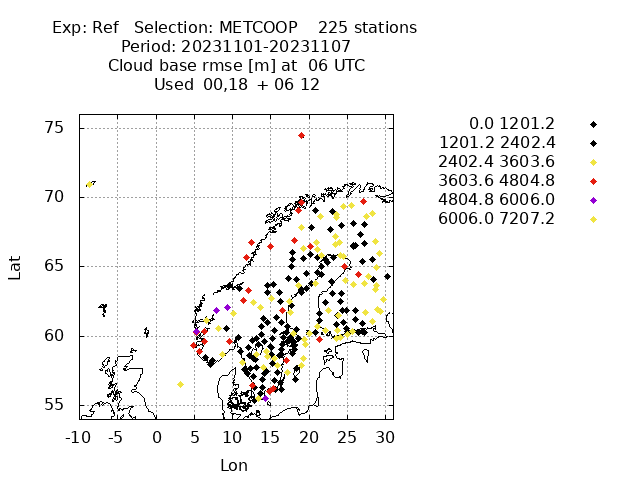 Exp: Ref   Selection: METCOOP    225 stations
Period: 20231101-20231107
Cloud base rmse [m] at  06 UTC
Used  00,18  + 06 12
0.0 1201.2
1201.2 2402.4
2402.4 3603.6
3603.6 4804.8
4804.8 6006.0
6006.0 7207.2
75
70
65
60
55
Lat
-10 -5 0 5 10 15 20 25 30
Lon